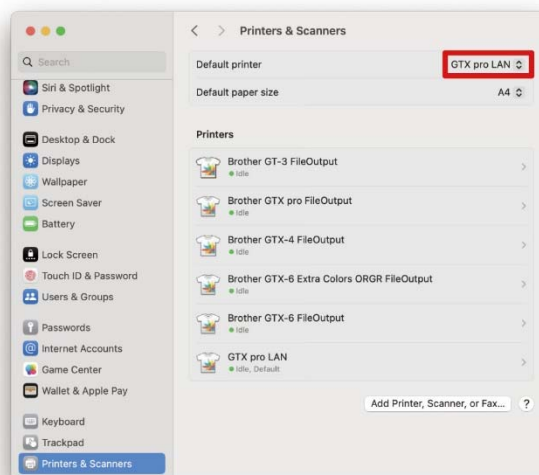 Printers & Scanners
Search
Siri & Spotlight
Privacy & Security
Desktop & Dock
Displays
Wallpaper
Screen Saver
Battery
Lock Screen
Touch ID & Password
Users & Groups
Passwords
Internet Accounts
Game Center
Wallet & Apple Pay
Keyboard
Trackpad
Printers & Scanners
Default printer GTX pro LAN
Default paper size A4
Printers
Brother GT-3 FileOutput
Idle
Brother GTX pro FileOutput
Idle
Brother GTX-4 FileOutput
Idle
Brother GTX-6 Extra Colors ORGR FileOutput
Idle
Brother GTX-6 FileOutput
Idle
GTX pro LAN
Idle, Default
Add Printer, Scanner, or Fax... ?